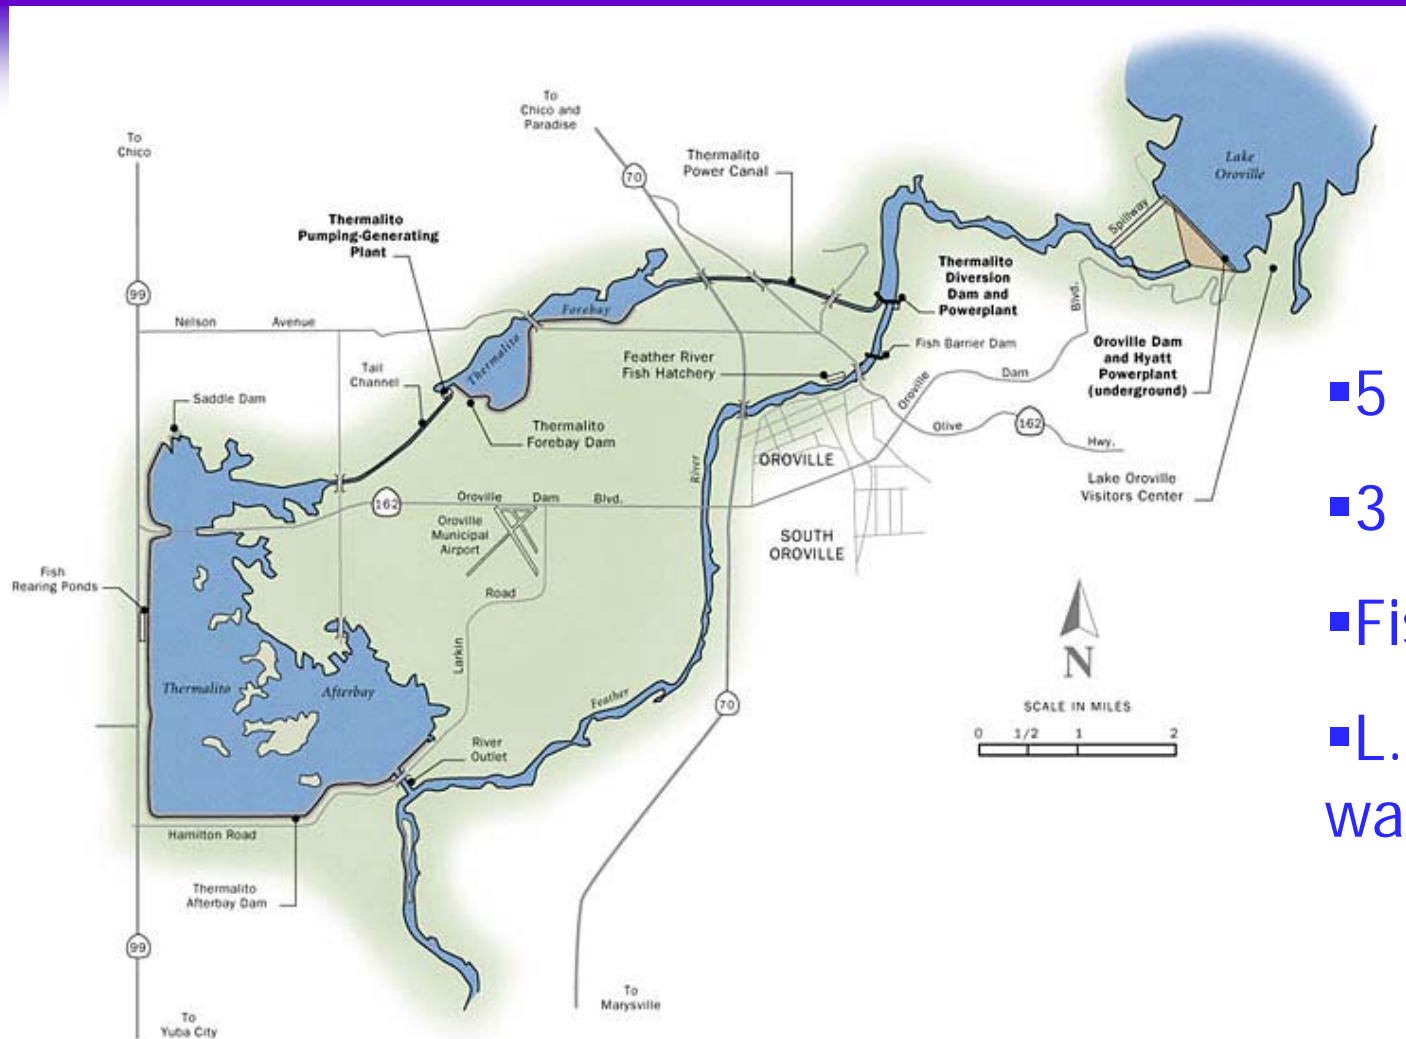 To
Chico
To
Chico and
Paradise
70
Thermalito
Power Canal
Lake
Oroville
Spillway
Thermalito
Pumping-Generating
Plant
99
Nelson Avenue
Forebay
Thermalito
Thermalito
Diversion
Dam and
Powerplant
Blvd.
Fish Barrier Dam
Oroville Dam
and Hyatt
Powerplant
(underground)
Feather River
Fish Hatchery
Tail
Channel
Saddle Dam
Thermalito
Forebay Dam
Oroville
Dam
Olive
162
Hwy.
OROVILLE
River
Lake Oroville
Visitors Center
162
Oroville Dam Blvd.
Oroville
Municipal
Airport
SOUTH
OROVILLE
Fish
Rearing Ponds
Road
Larkin
Thermalito Afterbay
Feather
70
N
SCALE IN MILES
0 1/2 1 2
River
Outlet
Hamilton Road
Thermalito
Afterbay Dam
99
To
Yuba City
To
Marysville
▪5
▪3
▪Fis
▪L.
wa